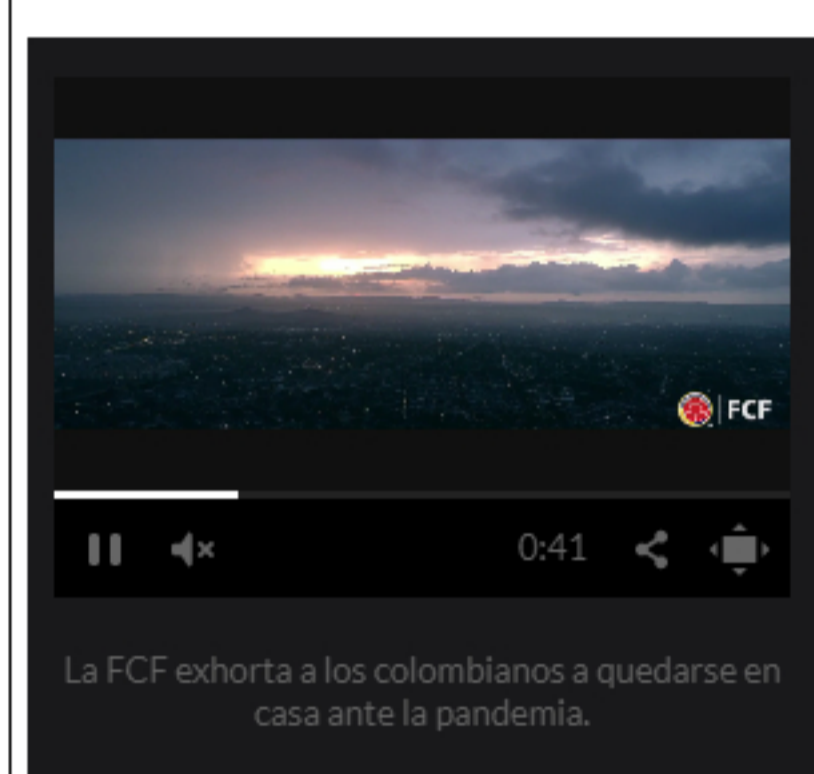 FCF
0:41
La FCF exhorta a los colombianos a quedarse en
casa ante la pandemia.